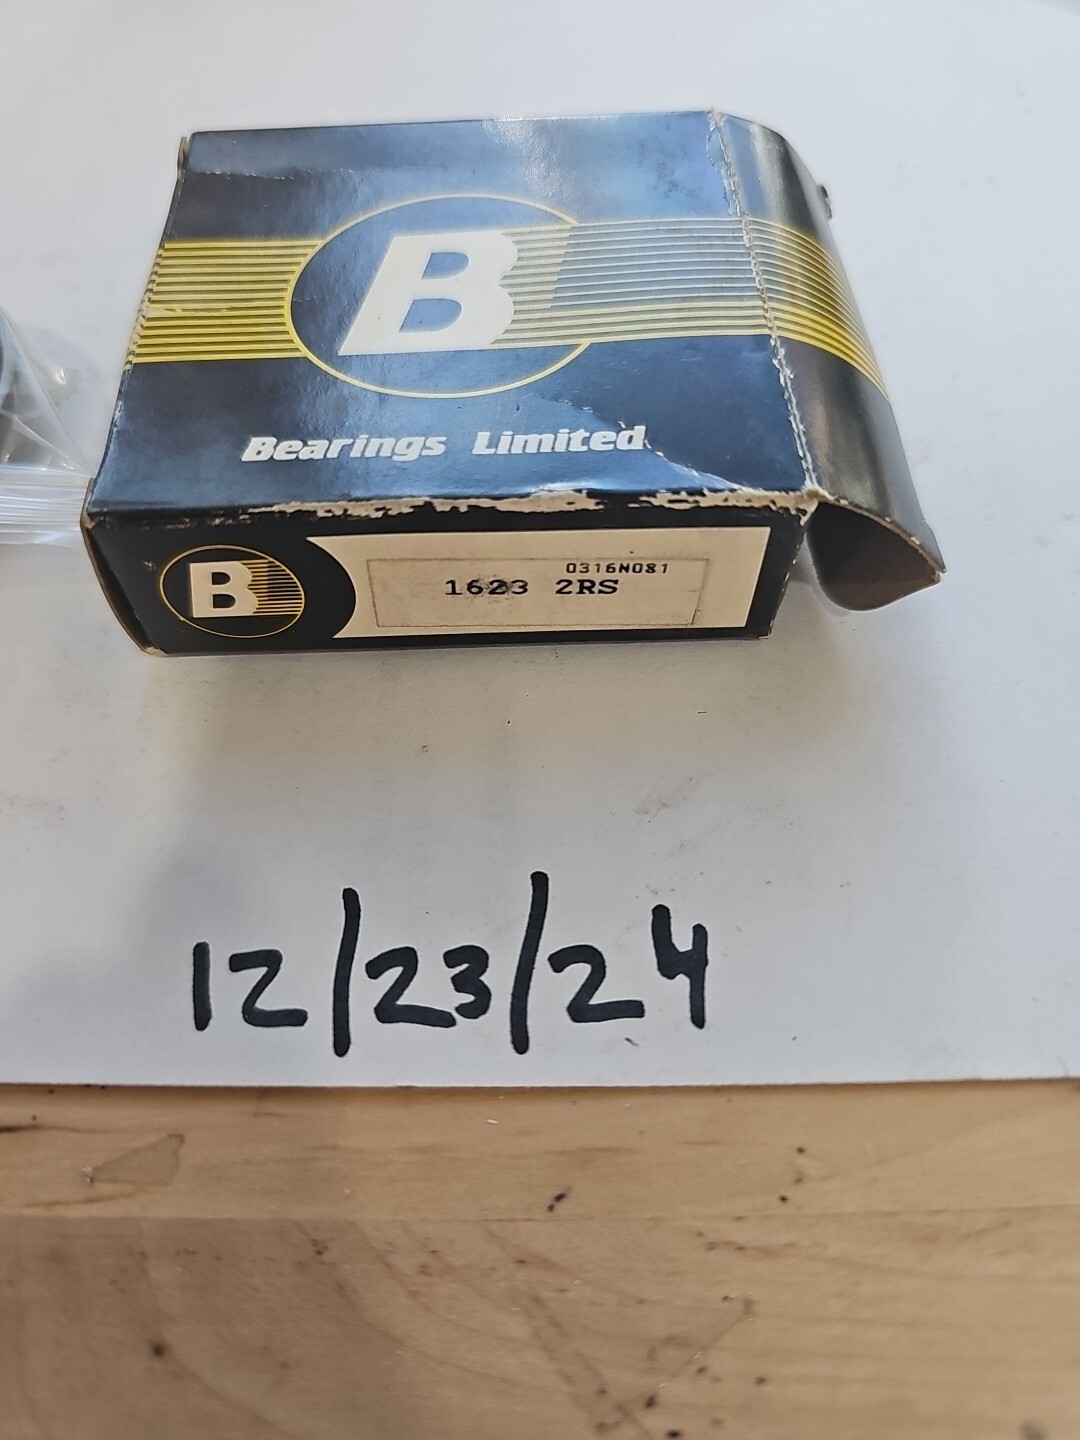 B
Bearings Limited
B
0316N081
1623 2RS
12/23/24